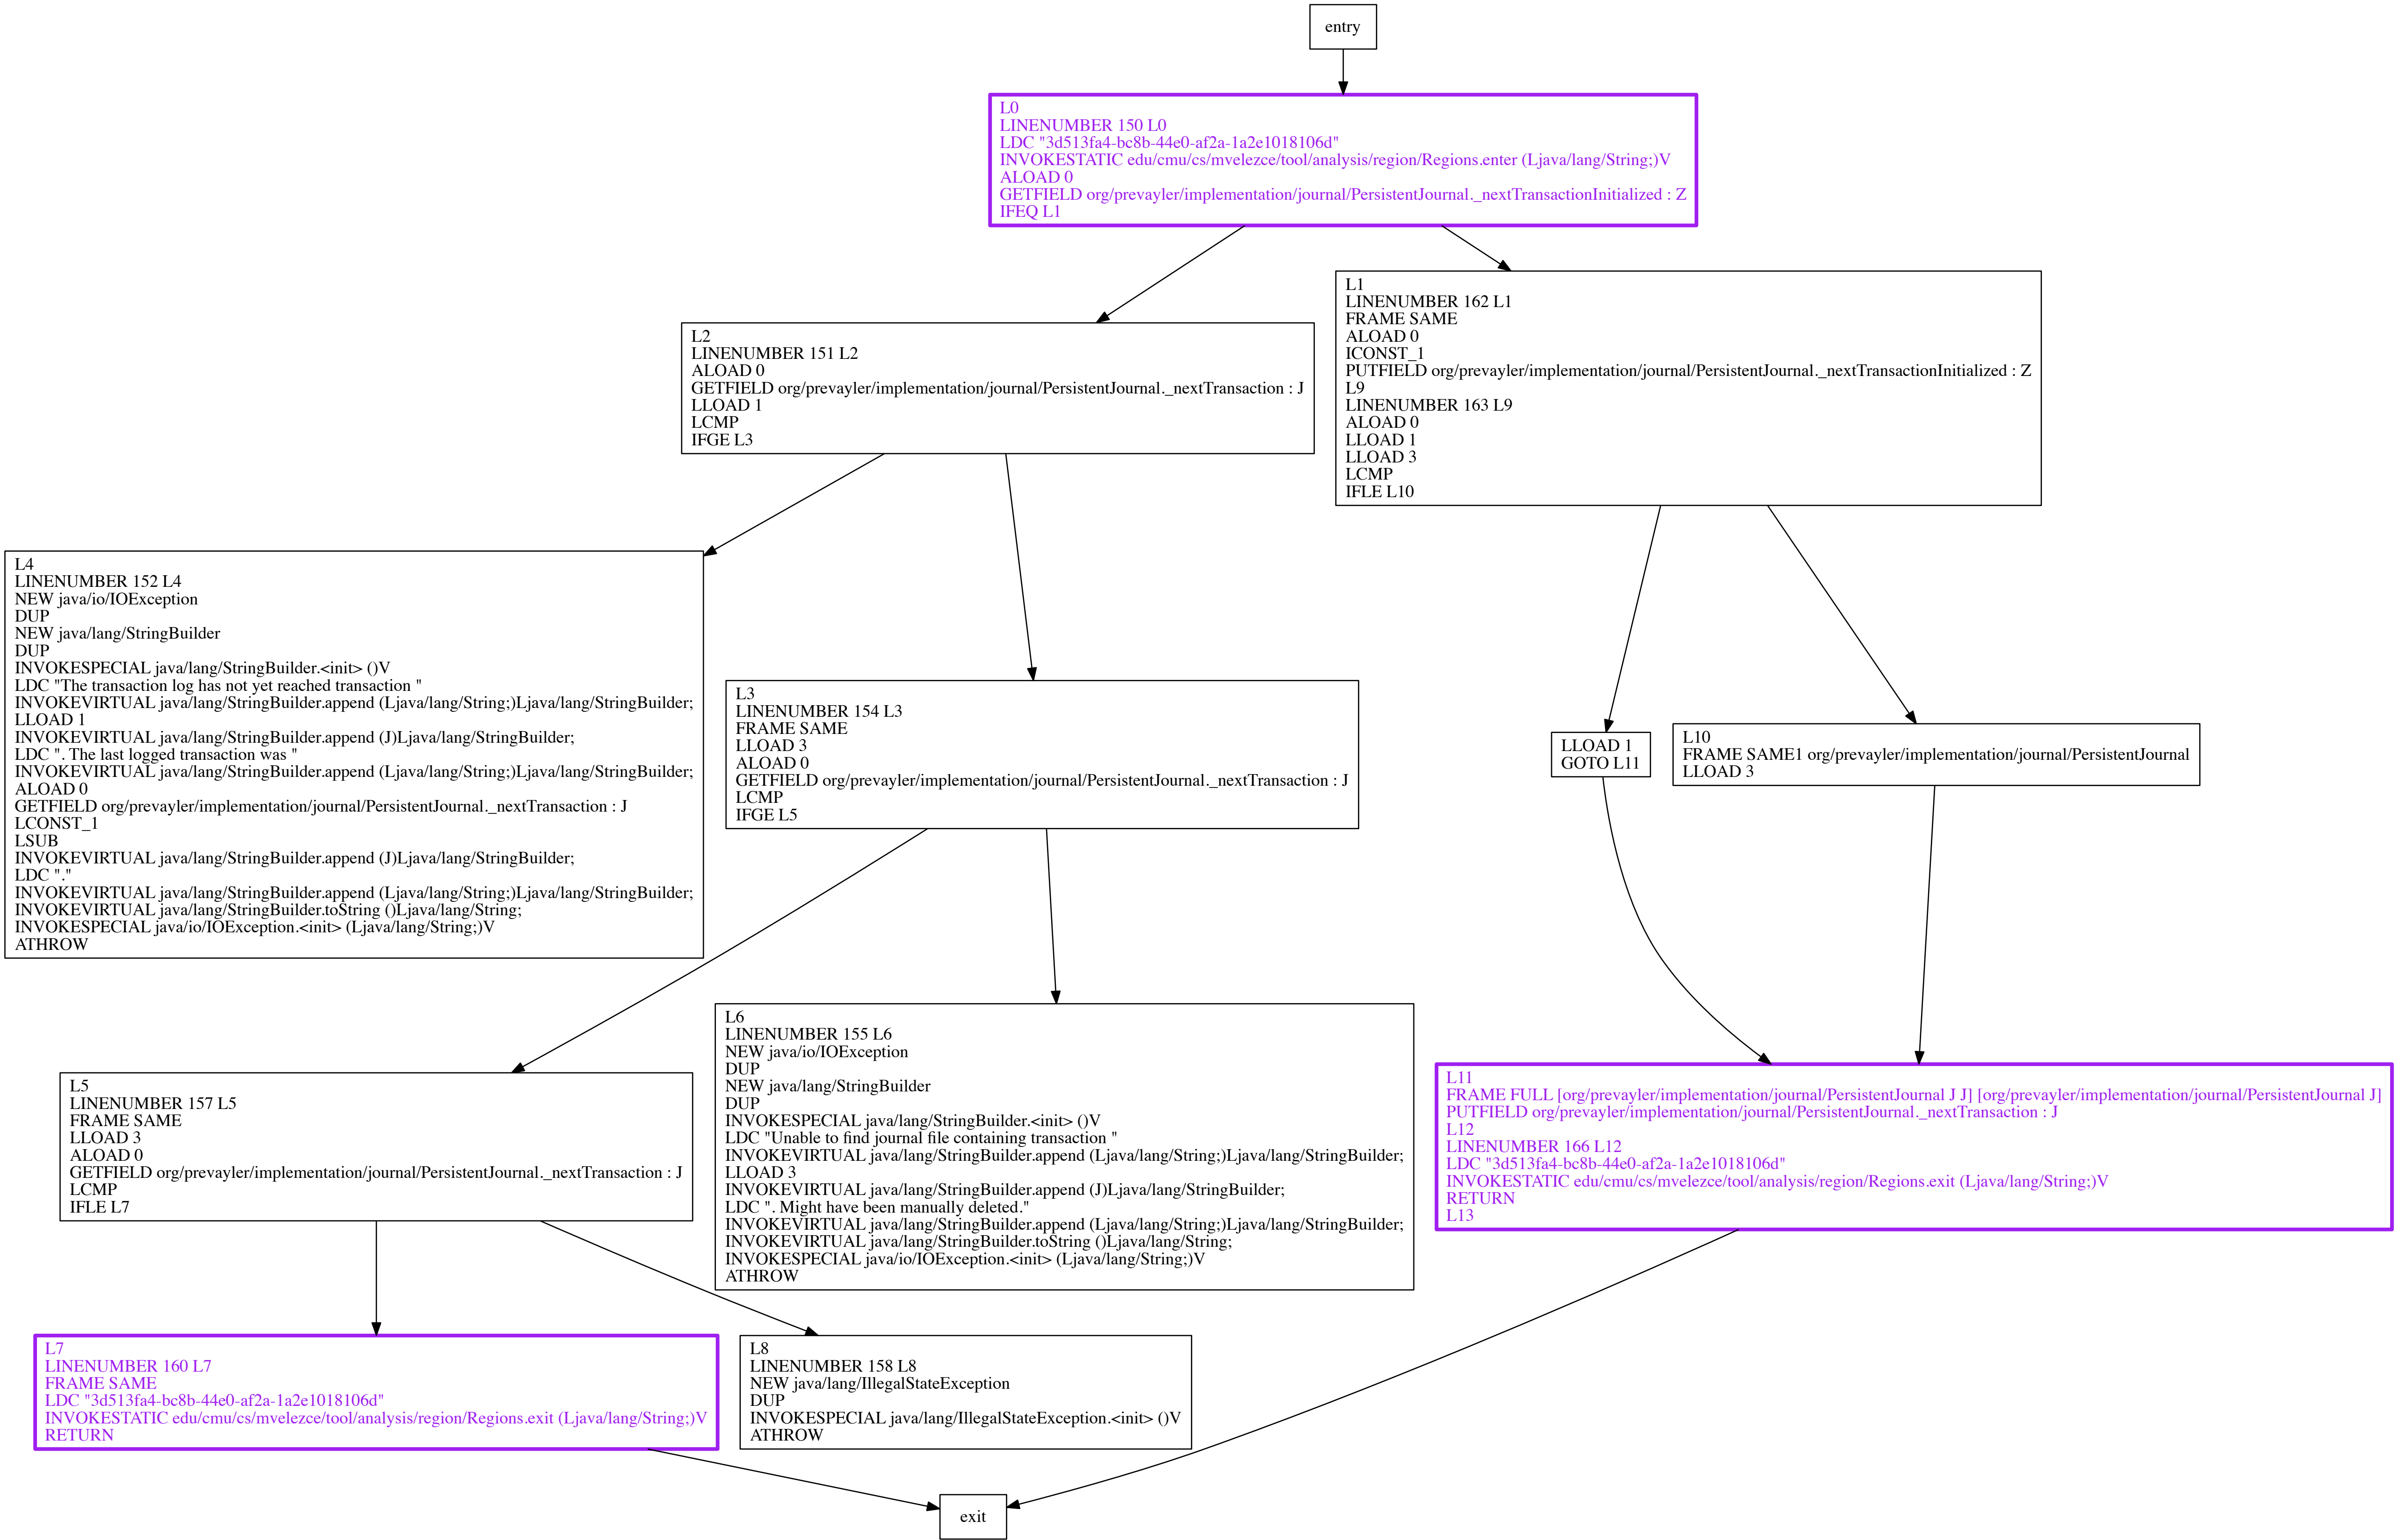 entry
L0
LINENUMBER 150 L0
LDC "3d513fa4-bc8b-44e0-af2a-1a2e1018106d"
INVOKESTATIC edu/cmu/cs/mvelezce/tool/analysis/region/Regions.enter (Ljava/lang/String;)V
ALOAD 0
GETFIELD org/prevayler/implementation/journal/PersistentJournal._nextTransactionInitialized : Z
IFEQ L1
L2
LINENUMBER 151 L2
ALOAD 0
GETFIELD org/prevayler/implementation/journal/PersistentJournal._nextTransaction : J
LLOAD 1
LCMP
IFGE L3
L1
LINENUMBER 162 L1
FRAME SAME
ALOAD 0
ICONST_1
PUTFIELD org/prevayler/implementation/journal/PersistentJournal._nextTransactionInitialized : Z
L9
LINENUMBER 163 L9
ALOAD 0
LLOAD 1
LLOAD 3
LCMP
IFLE L10
L4
LINENUMBER 152 L4
NEW java/io/IOException
DUP
NEW java/lang/StringBuilder
DUP
INVOKESPECIAL java/lang/StringBuilder.<init> ()V
LDC "The transaction log has not yet reached transaction "
INVOKEVIRTUAL java/lang/StringBuilder.append (Ljava/lang/String;)Ljava/lang/StringBuilder;
LLOAD 1
INVOKEVIRTUAL java/lang/StringBuilder.append (J)Ljava/lang/StringBuilder;
LDC ". The last logged transaction was "
INVOKEVIRTUAL java/lang/StringBuilder.append (Ljava/lang/String;)Ljava/lang/StringBuilder;
ALOAD 0
GETFIELD org/prevayler/implementation/journal/PersistentJournal._nextTransaction : J
LCONST_1
LSUB
INVOKEVIRTUAL java/lang/StringBuilder.append (J)Ljava/lang/StringBuilder;
LDC "."
INVOKEVIRTUAL java/lang/StringBuilder.append (Ljava/lang/String;)Ljava/lang/StringBuilder;
INVOKEVIRTUAL java/lang/StringBuilder.toString ()Ljava/lang/String;
INVOKESPECIAL java/io/IOException.<init> (Ljava/lang/String;)V
ATHROW
L3
LINENUMBER 154 L3
FRAME SAME
LLOAD 3
ALOAD 0
GETFIELD org/prevayler/implementation/journal/PersistentJournal._nextTransaction : J
LCMP
IFGE L5
LLOAD 1
GOTO L11
L10
FRAME SAME1 org/prevayler/implementation/journal/PersistentJournal
LLOAD 3
L5
LINENUMBER 157 L5
FRAME SAME
LLOAD 3
ALOAD 0
GETFIELD org/prevayler/implementation/journal/PersistentJournal._nextTransaction : J
LCMP
IFLE L7
L6
LINENUMBER 155 L6
NEW java/io/IOException
DUP
NEW java/lang/StringBuilder
DUP
INVOKESPECIAL java/lang/StringBuilder.<init> ()V
LDC "Unable to find journal file containing transaction "
INVOKEVIRTUAL java/lang/StringBuilder.append (Ljava/lang/String;)Ljava/lang/StringBuilder;
LLOAD 3
INVOKEVIRTUAL java/lang/StringBuilder.append (J)Ljava/lang/StringBuilder;
LDC ". Might have been manually deleted."
INVOKEVIRTUAL java/lang/StringBuilder.append (Ljava/lang/String;)Ljava/lang/StringBuilder;
INVOKEVIRTUAL java/lang/StringBuilder.toString ()Ljava/lang/String;
INVOKESPECIAL java/io/IOException.<init> (Ljava/lang/String;)V
ATHROW
L11
FRAME FULL [org/prevayler/implementation/journal/PersistentJournal J J] [org/prevayler/implementation/journal/PersistentJournal J]
PUTFIELD org/prevayler/implementation/journal/PersistentJournal._nextTransaction : J
L12
LINENUMBER 166 L12
LDC "3d513fa4-bc8b-44e0-af2a-1a2e1018106d"
INVOKESTATIC edu/cmu/cs/mvelezce/tool/analysis/region/Regions.exit (Ljava/lang/String;)V
RETURN
L13
L7
LINENUMBER 160 L7
FRAME SAME
LDC "3d513fa4-bc8b-44e0-af2a-1a2e1018106d"
INVOKESTATIC edu/cmu/cs/mvelezce/tool/analysis/region/Regions.exit (Ljava/lang/String;)V
RETURN
L8
LINENUMBER 158 L8
NEW java/lang/IllegalStateException
DUP
INVOKESPECIAL java/lang/IllegalStateException.<init> ()V
ATHROW
exit